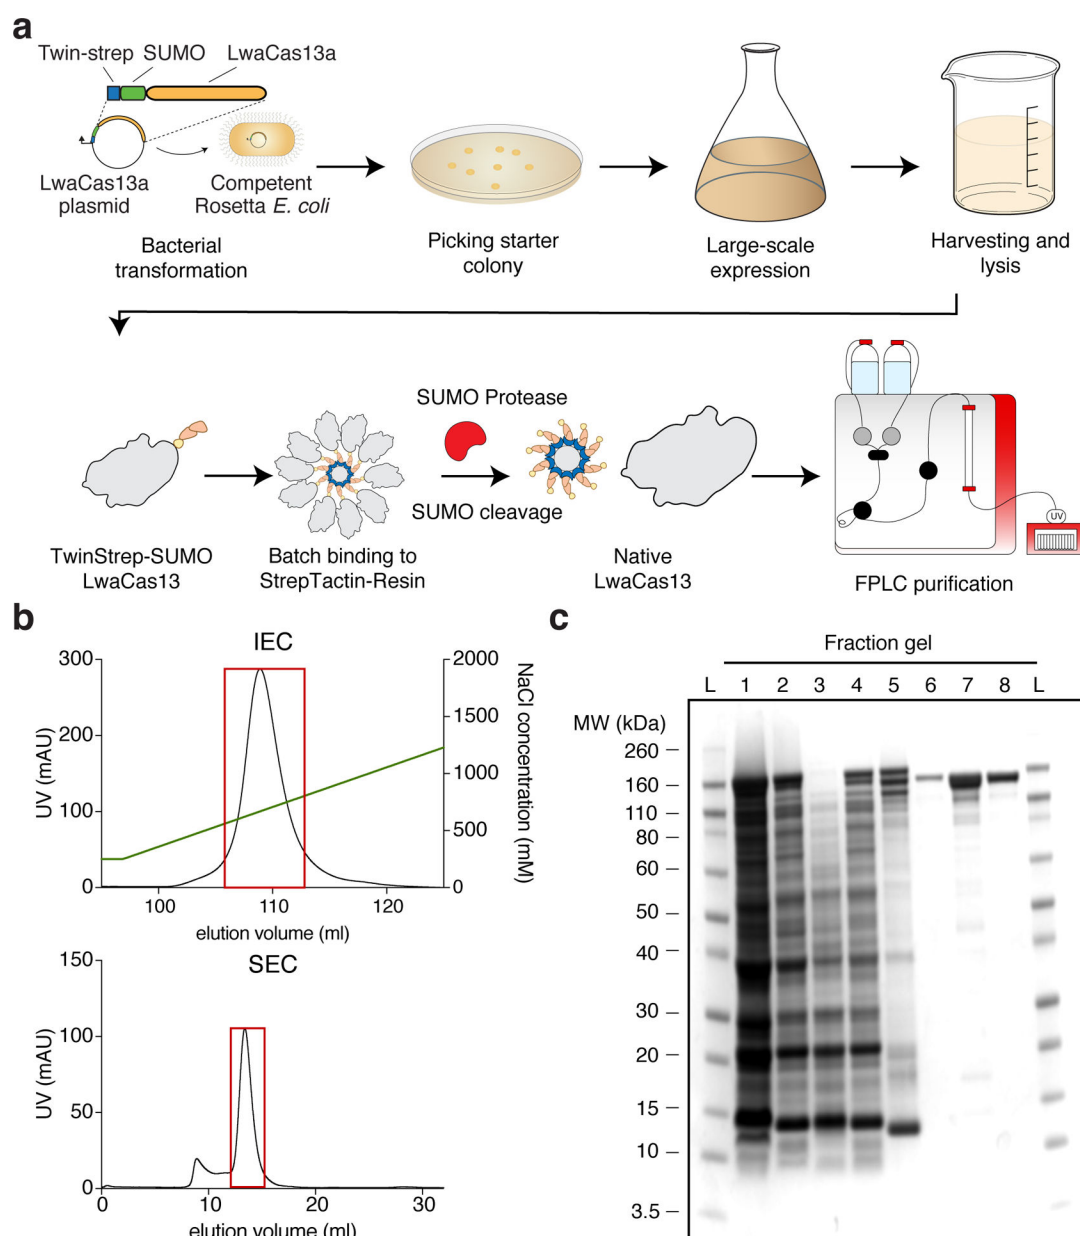 a
Twin-strep SUMO LwaCas13a
LwaCas13a
plasmid
Competent
Rosetta E. coli
Bacterial
transformation
Picking starter
colony
Large-scale
expression
Harvesting and
lysis
TwinStrep-SUMO
LwaCas13
Batch binding to
StrepTactin-Resin
SUMO Protease
SUMO cleavage
Native
LwaCas13
UV
FPLC purification
b
IEC
300
200
100
0
UV (mAU)
2000
1500
1000
500
0
NaCl concentration (mM)
100 110 120
elution volume (ml)
SEC
150
100
50
0
UV (mAU)
0 10 20 30
elution volume (ml)
c
Fraction gel
L 1 2 3 4 5 6 7 8 L
MW (kDa)
260
160
110
80
60
50
40
30
20
15
10
3.5